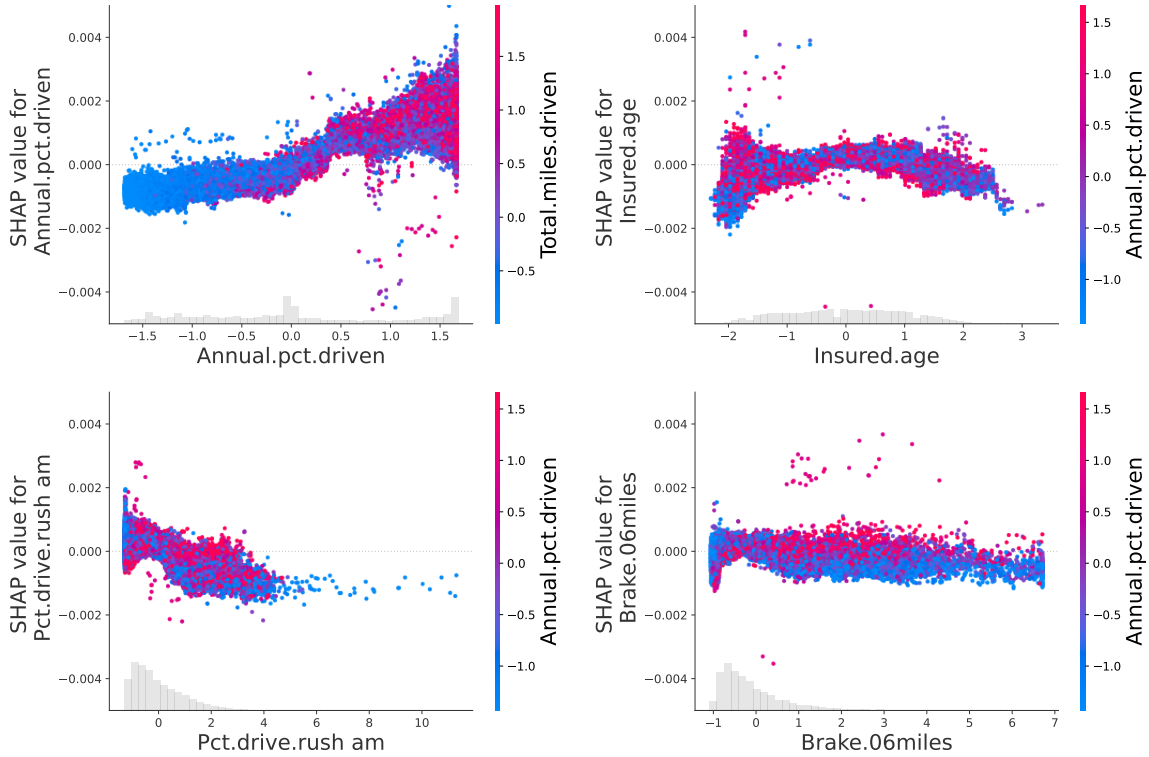 0.004
0.002
0.000
−0.002
−0.004
SHAP value for
Annual.pct.driven
−1.5 −1.0 −0.5 0.0 0.5 1.0 1.5
Annual.pct.driven
1.5
1.0
0.5
0.0
−0.5
Total.miles.driven
0.004
0.002
0.000
−0.002
−0.004
SHAP value for
Insured.age
−2 −1 0 1 2 3
Insured.age
1.5
1.0
0.5
0.0
−0.5
−1.0
Annual.pct.driven
0.004
0.002
0.000
−0.002
−0.004
SHAP value for
Pct.drive.rush am
0 2 4 6 8 10
Pct.drive.rush am
1.5
1.0
0.5
0.0
−0.5
−1.0
Annual.pct.driven
0.004
0.002
0.000
−0.002
−0.004
SHAP value for
Brake.06miles
−1 0 1 2 3 4 5 6 7
Brake.06miles
1.5
1.0
0.5
0.0
−0.5
−1.0
Annual.pct.driven